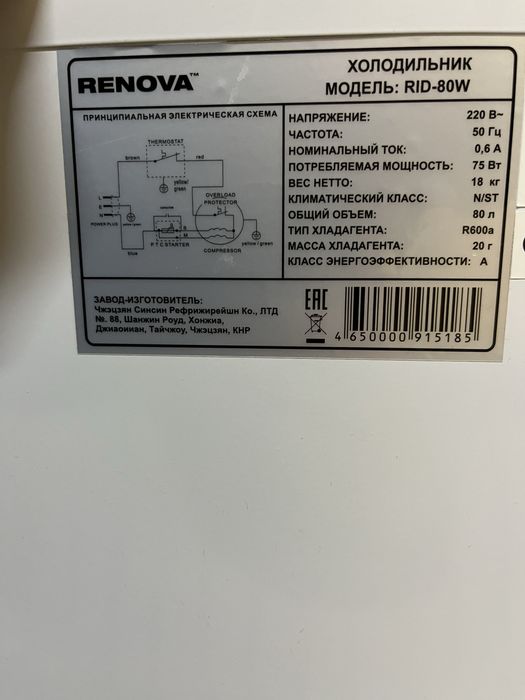 RENOVA™
ХОЛОДИЛЬНИК
МОДЕЛЬ: RID-80W
ПРИНЦИПИАЛЬНАЯ ЭЛЕКТРИЧЕСКАЯ СХЕМА
THERMOSTAT
brown
red
yellow/
green
OVERLOAD
PROTECTOR
L
N
POWER PLUG
yellow/green
S
M
blue
P T C STARTER
COMPRESSOR
yellow / green
НАПРЯЖЕНИЕ: 220 В~
ЧАСТОТА: 50 Гц
НОМИНАЛЬНЫЙ ТОК: 0,6 А
ПОТРЕБЛЯЕМАЯ МОЩНОСТЬ: 75 Вт
ВЕС НЕТТО: 18 кг
КЛИМАТИЧЕСКИЙ КЛАСС: N/ST
ОБЩИЙ ОБЪЕМ: 80 л
ТИП ХЛАДАГЕНТА: R600a
МАССА ХЛАДАГЕНТА: 20 г
КЛАСС ЭНЕРГОЭФФЕКТИВНОСТИ: А
ЗАВОД-ИЗГОТОВИТЕЛЬ:
Чжэцзян Синсин Рефрижирейшн Ко., ЛТД
№. 88, Шанжин Роуд, Хонжиа,
Джиаоииан, Тайчжоу, Чжэцзян, КНР
EAC
4 650000 915185